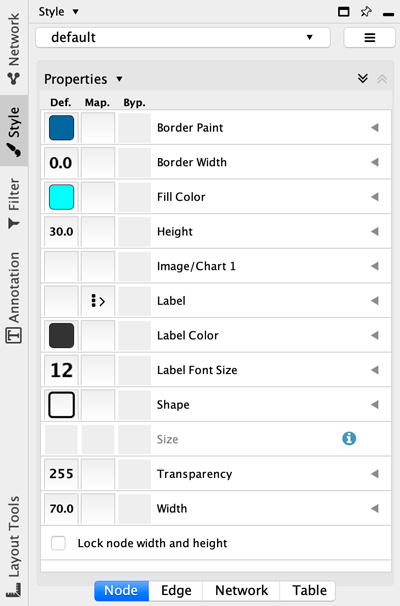 Style
default
Properties
Def. Map. Byp.
Border Paint
0.0 Border Width
Fill Color
30.0 Height
Image/Chart 1
Label
Label Color
12 Label Font Size
Shape
Size
255 Transparency
70.0 Width
Lock node width and height
Node Edge Network Table
Network
Style
Filter
Annotation
Layout Tools